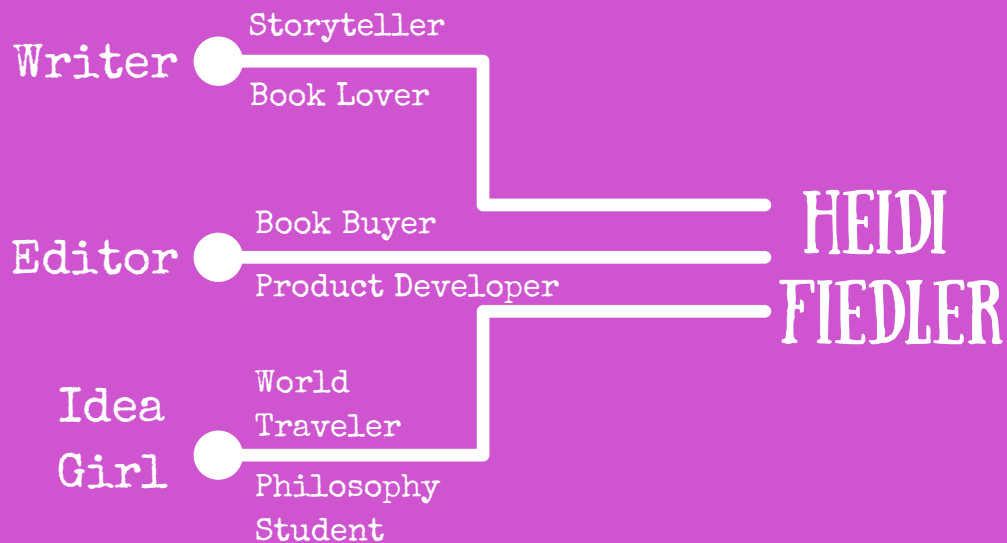 Storyteller
Writer
Book Lover
Book Buyer
Editor
Product Developer
World
Traveler
Idea
Girl
Philosophy
Student
HEIDI
FIEDLER